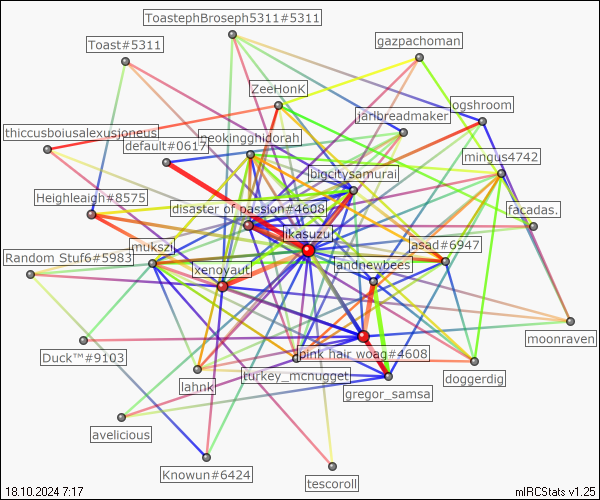 ToastephBroseph5311#5311
Toast#5311
gazpachoman
ZeeHonK
ogshroom
jarlbreadmaker
thiccusboiusalexusjoneus
neokingghidorah
default#0617
mingus4742
bigcitysamurai
Heighleaigh#8575
disaster of passion#4608
facadas.
ikasuzu
mukszi
asad#6947
Random Stuf6#5983
xenoyaut
andnewbees
moonraven
Duck™#9103
pink hair woag#4608
turkey_mcnugget
doggerdig
lahnk
gregor_samsa
avelicious
Knowun#6424
tescoroll
18.10.2024 7:17
mIRCStats v1.25